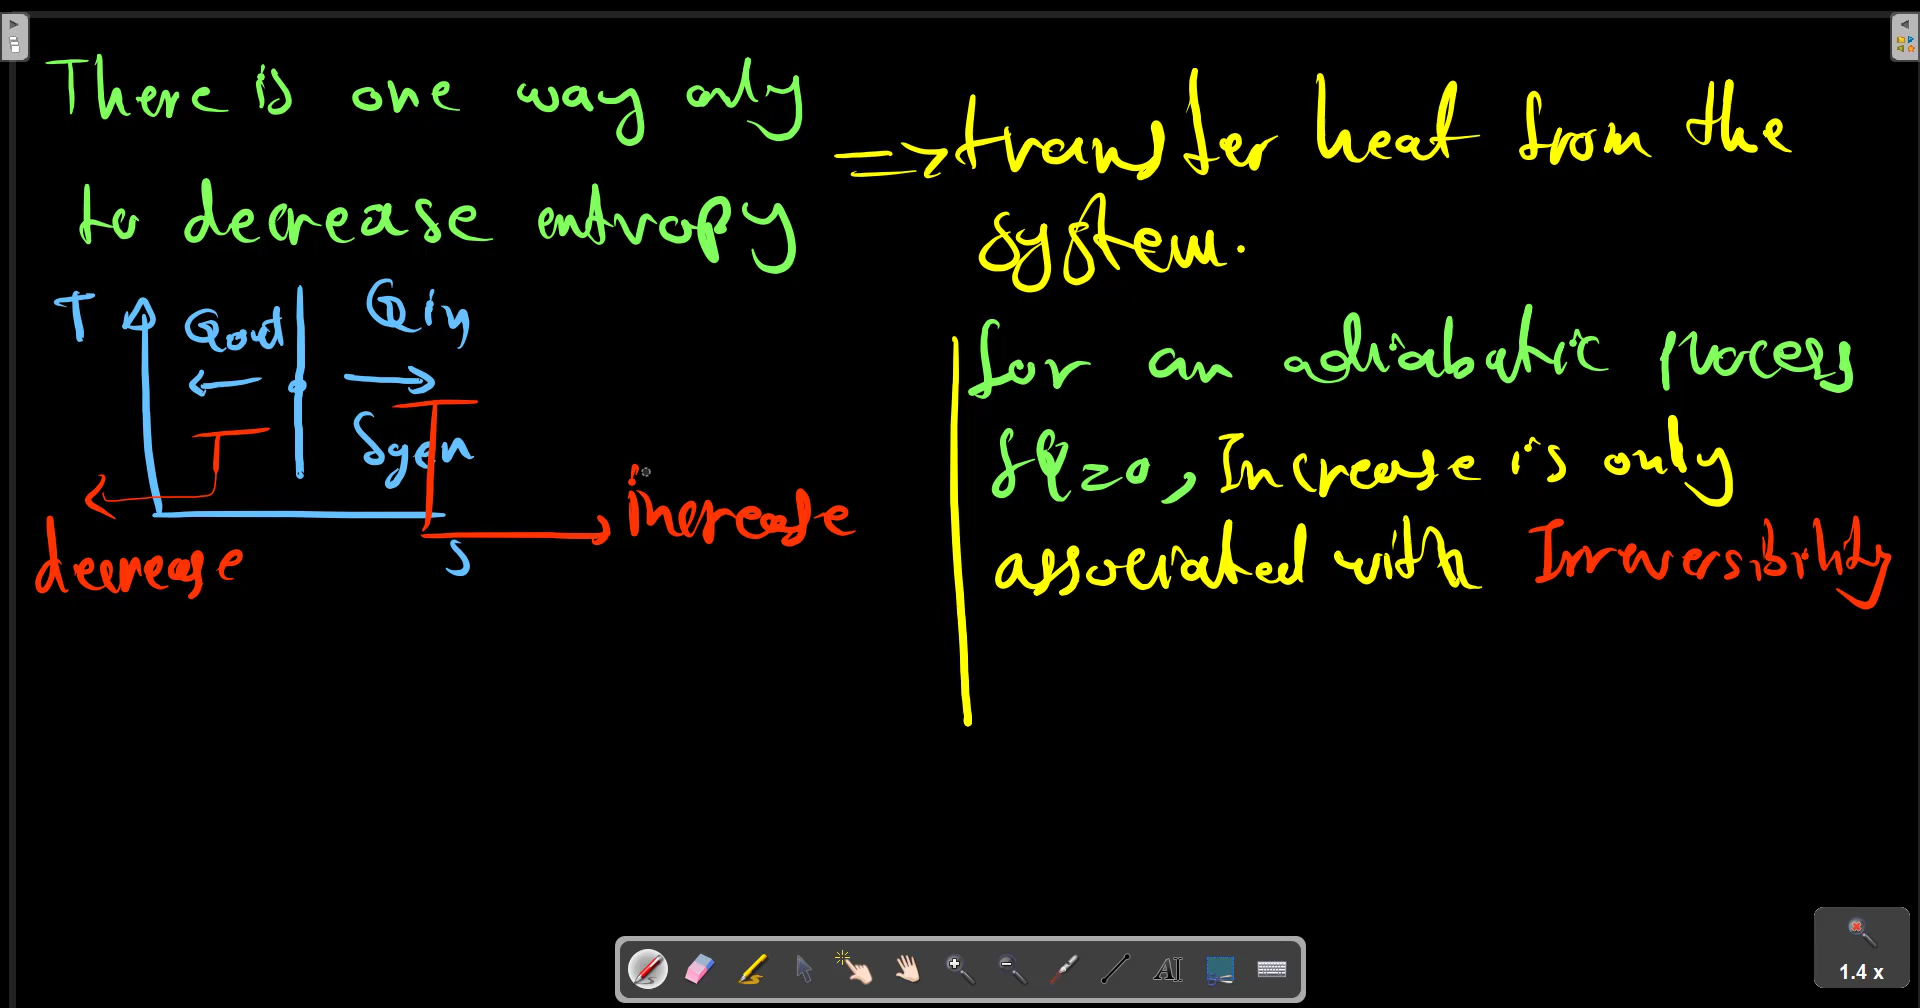 There is one way only
to decrease entropy
=> transfer heat from the
system.
T
Qout
Qin
Sgen
decrease
increase
S
for an adiabatic process
δQ=0, Increase is only
associated with Irreversibility
AI
1.4 x